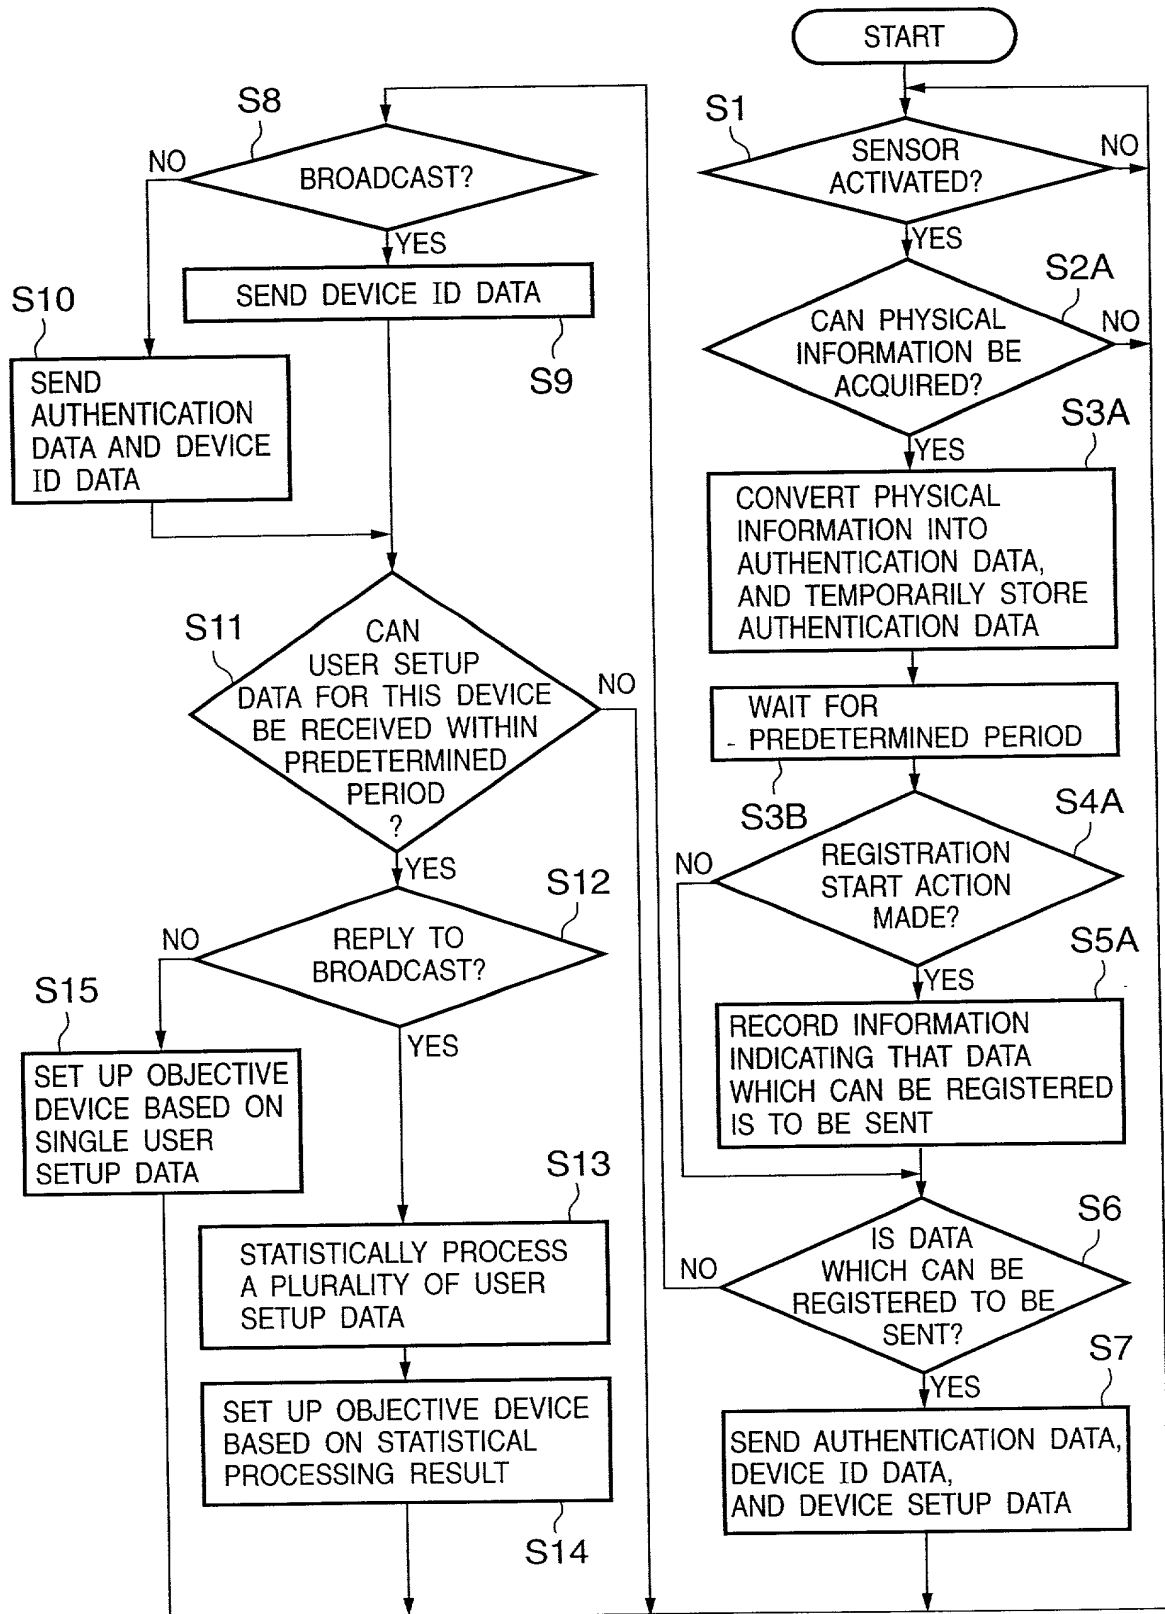 START
S1
SENSOR
ACTIVATED?
NO
YES
S2A
CAN PHYSICAL
INFORMATION BE
ACQUIRED?
NO
YES
S3A
CONVERT PHYSICAL
INFORMATION INTO
AUTHENTICATION DATA,
AND TEMPORARILY STORE
AUTHENTICATION DATA
WAIT FOR
PREDETERMINED PERIOD
S3B
S4A
REGISTRATION
START ACTION
MADE?
NO
YES
S5A
RECORD INFORMATION
INDICATING THAT DATA
WHICH CAN BE REGISTERED
IS TO BE SENT
S6
IS DATA
WHICH CAN BE
REGISTERED TO BE
SENT?
NO
YES
S7
SEND AUTHENTICATION DATA,
DEVICE ID DATA,
AND DEVICE SETUP DATA
S8
BROADCAST?
NO
YES
SEND DEVICE ID DATA
S9
S10
SEND
AUTHENTICATION
DATA AND DEVICE
ID DATA
S11
CAN
USER SETUP
DATA FOR THIS DEVICE
BE RECEIVED WITHIN
PREDETERMINED
PERIOD
?
NO
YES
S12
REPLY TO
BROADCAST?
NO
YES
S15
SET UP OBJECTIVE
DEVICE BASED ON
SINGLE USER
SETUP DATA
S13
STATISTICALLY PROCESS
A PLURALITY OF USER
SETUP DATA
SET UP OBJECTIVE DEVICE
BASED ON STATISTICAL
PROCESSING RESULT
S14